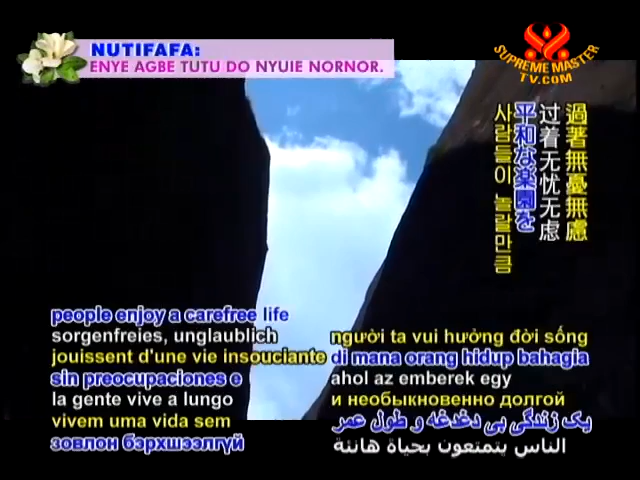 NUTIFAFA:
ENYE AGBE TUTU DO NYUIE NORNOR.
SUPREME MASTER
TV.COM
過著無憂無慮
过着无忧无虑
平和な楽園を
사람들이 놀랄만큼
people enjoy a carefree life
sorgenfreies, unglaublich
jouissent d'une vie insouciante
sin preocupaciones e
la gente vive a lungo
vivem uma vida sem
зовлон бэрхшээлгүй
người ta vui hưởng đời sống
di mana orang hidup bahagia
ahol az emberek egy
и необыкновенно долгой
یک زندگی بی دغدغه و طول عمر
الناس يتمتعون بحياة هانئة